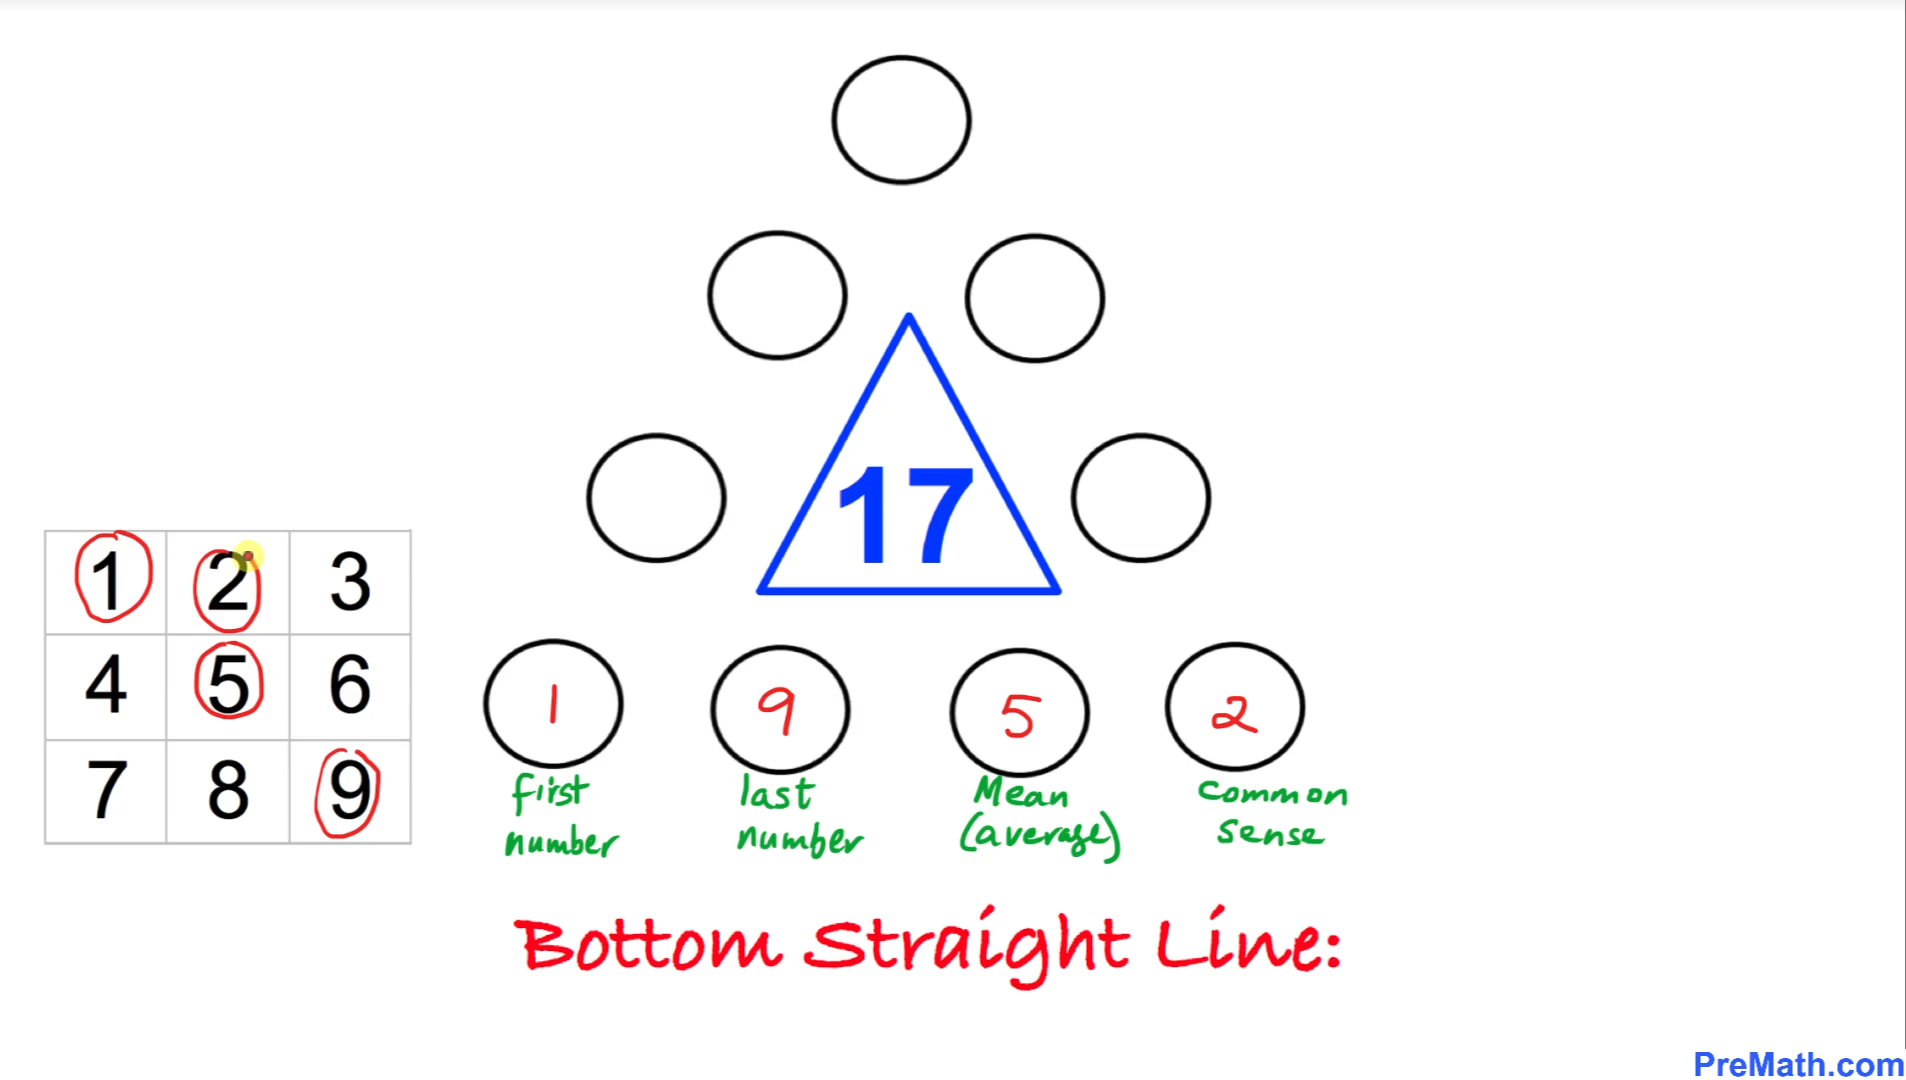 17
1 2 3
4 5 6
7 8 9
1 9 5 2
first number
last number
Mean (average)
common sense
Bottom Straight Line:
PreMath.com